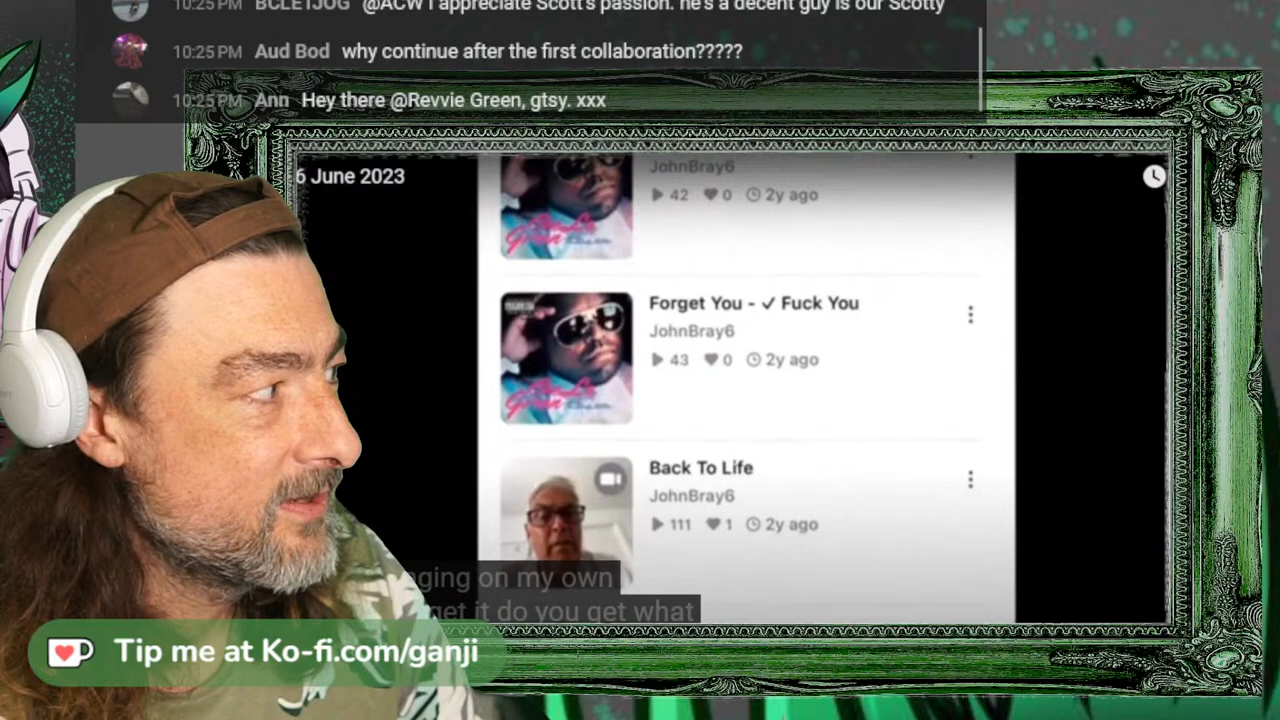 10:25 PM BCLETJOG @ACW I appreciate Scott's passion. he's a decent guy is our Scotty
10:25 PM Aud Bod why continue after the first collaboration?????
10:25 PM Ann Hey there @Revvie Green, gtsy. xxx
6 June 2023
JohnBray6
42 0 2y ago
Forget You - ✓ Fuck You
JohnBray6
43 0 2y ago
Back To Life
JohnBray6
111 1 2y ago
on my own
get it do you get what
Tip me at Ko-fi.com/ganji